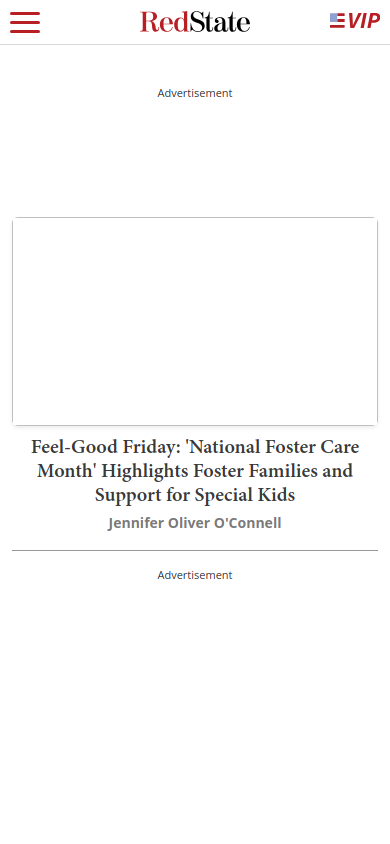 RedState
VIP
Advertisement
Feel-Good Friday: 'National Foster Care
Month' Highlights Foster Families and
Support for Special Kids
Jennifer Oliver O'Connell
Advertisement